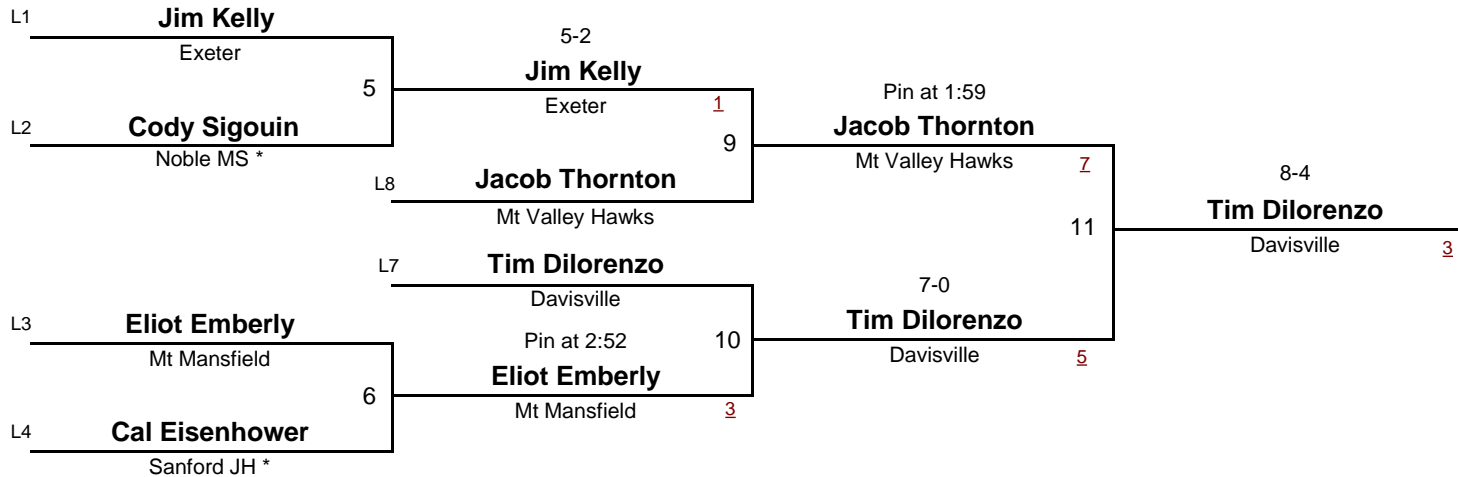 L1
Jim Kelly
Exeter
5
L2
Cody Sigouin
Noble MS *
5-2
Jim Kelly
Exeter
1
9
L8
Jacob Thornton
Mt Valley Hawks
Pin at 1:59
Jacob Thornton
Mt Valley Hawks
7
11
8-4
Tim Dilorenzo
Davisville
3
L7
Tim Dilorenzo
Davisville
10
7-0
Tim Dilorenzo
Davisville
5
L3
Eliot Emberly
Mt Mansfield
6
Pin at 2:52
Eliot Emberly
Mt Mansfield
3
L4
Cal Eisenhower
Sanford JH *